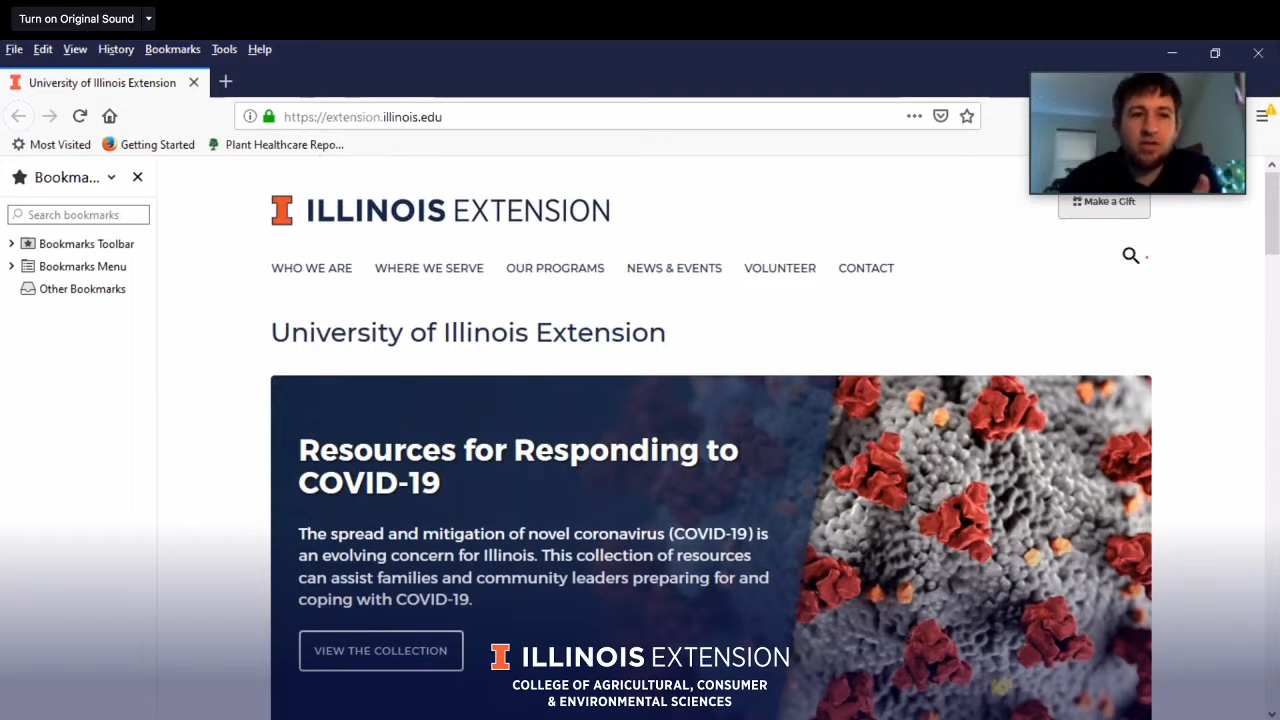 Turn on Original Sound
File Edit View History Bookmarks Tools Help
University of Illinois Extension
https://extension.illinois.edu
Most Visited Getting Started Plant Healthcare Repo...
Bookma...
Search bookmarks
Bookmarks Toolbar
Bookmarks Menu
Other Bookmarks
I ILLINOIS EXTENSION
Make a Gift
WHO WE ARE WHERE WE SERVE OUR PROGRAMS NEWS & EVENTS VOLUNTEER CONTACT
University of Illinois Extension
Resources for Responding to
COVID-19
The spread and mitigation of novel coronavirus (COVID-19) is
an evolving concern for Illinois. This collection of resources
can assist families and community leaders preparing for and
coping with COVID-19.
VIEW THE COLLECTION
I ILLINOIS EXTENSION
COLLEGE OF AGRICULTURAL, CONSUMER
& ENVIRONMENTAL SCIENCES